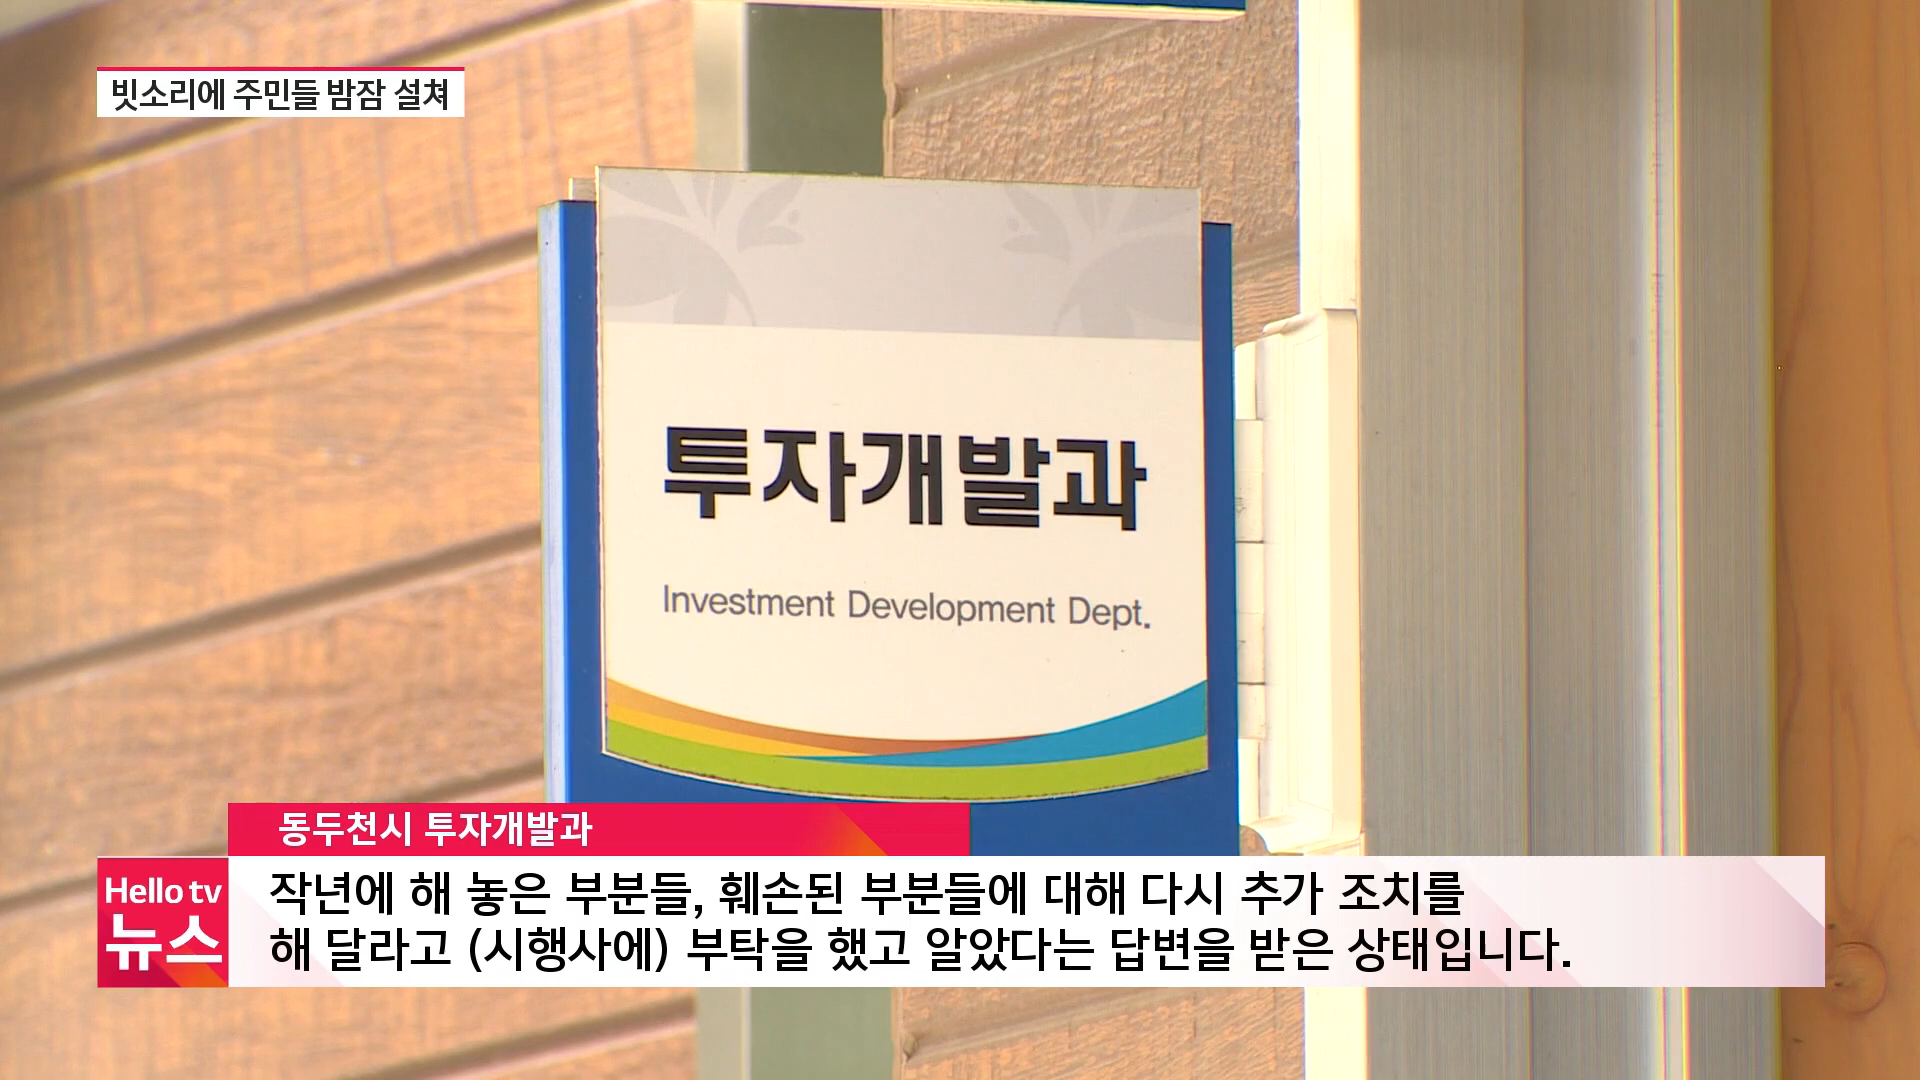 빗소리에 주민들 밤잠 설쳐
투자개발과
Investment Development Dept.
동두천시 투자개발과
Hello tv
뉴스
작년에 해 놓은 부분들, 훼손된 부분들에 대해 다시 추가 조치를
해 달라고 (시행사에) 부탁을 했고 알았다는 답변을 받은 상태입니다.